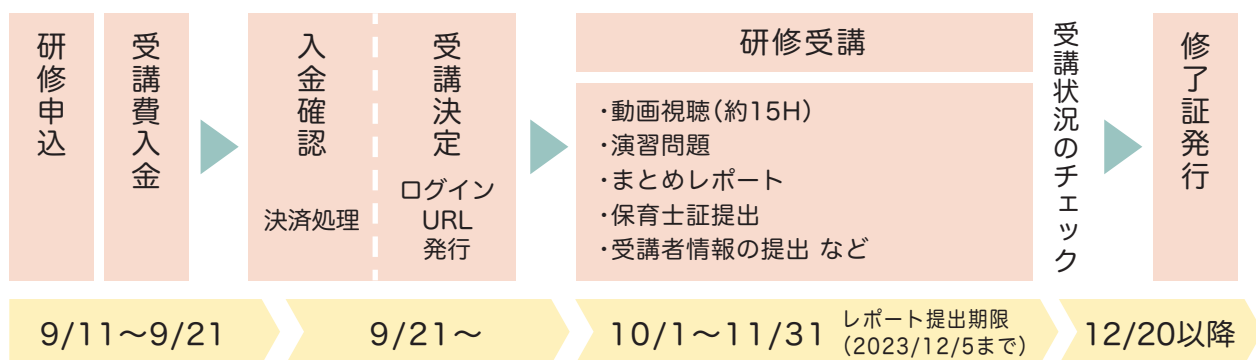 研修申込
受講費入金
入金確認
決済処理
受講決定
ログイン
URL
発行
研修受講
・動画視聴（約15H）
・演習問題
・まとめレポート
・保育士証提出
・受講者情報の提出 など
受講状況のチェック
修了証発行
9/11〜9/21
9/21〜
10/1〜11/31
レポート提出期限
（2023/12/5まで）
12/20以降